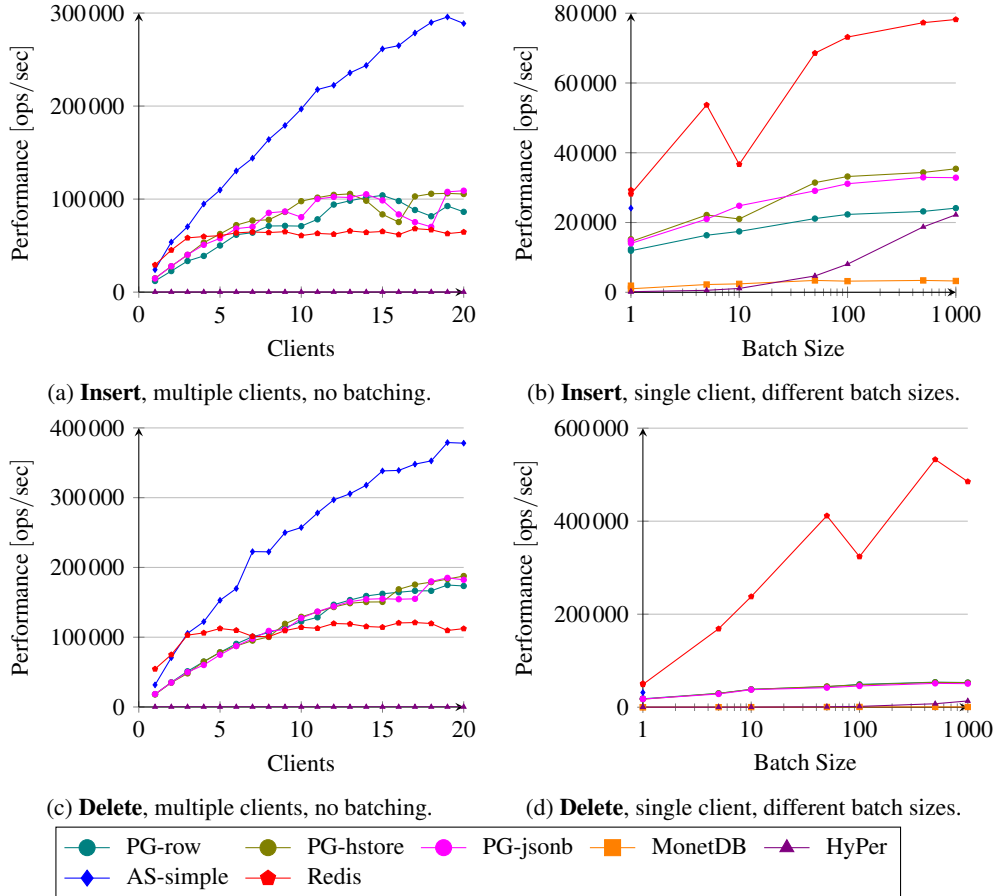 300 000
200 000
100 000
0
Performance [ops/sec]
0 5 10 15 20
Clients
(a) Insert, multiple clients, no batching.
80 000
60 000
40 000
20 000
0
Performance [ops/sec]
1 10 100 1 000
Batch Size
(b) Insert, single client, different batch sizes.
400 000
300 000
200 000
100 000
0
Performance [ops/sec]
0 5 10 15 20
Clients
(c) Delete, multiple clients, no batching.
600 000
400 000
200 000
0
Performance [ops/sec]
1 10 100 1 000
Batch Size
(d) Delete, single client, different batch sizes.
PG-row PG-hstore PG-jsonb MonetDB HyPer
AS-simple Redis